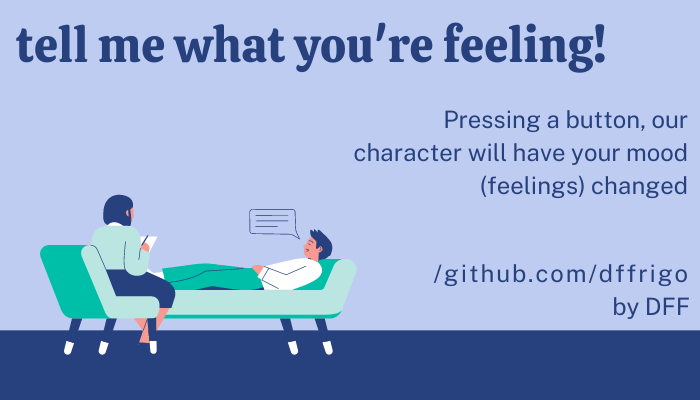 tell me what you're feeling!
Pressing a button, our
character will have your mood
(feelings) changed
/github.com/dffrigo
by DFF